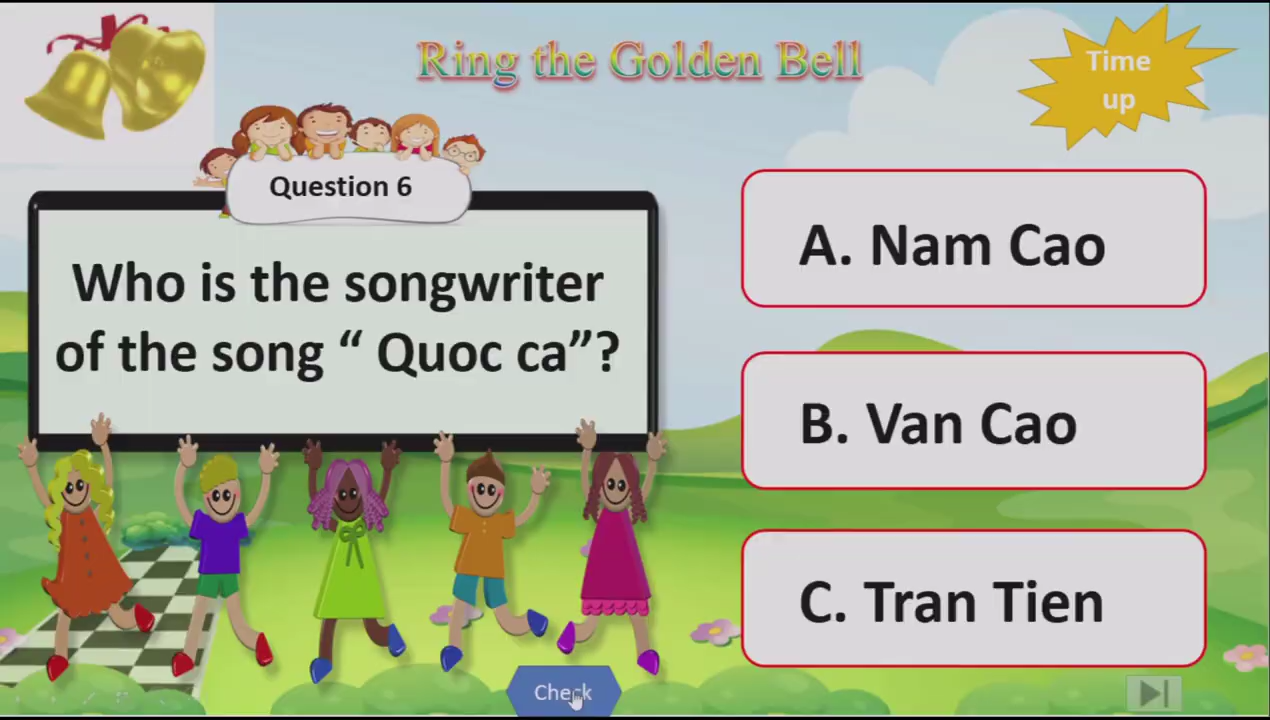 Ring the Golden Bell
Time
up
Question 6
Who is the songwriter
of the song “ Quoc ca”?
A. Nam Cao
B. Van Cao
C. Tran Tien
Check